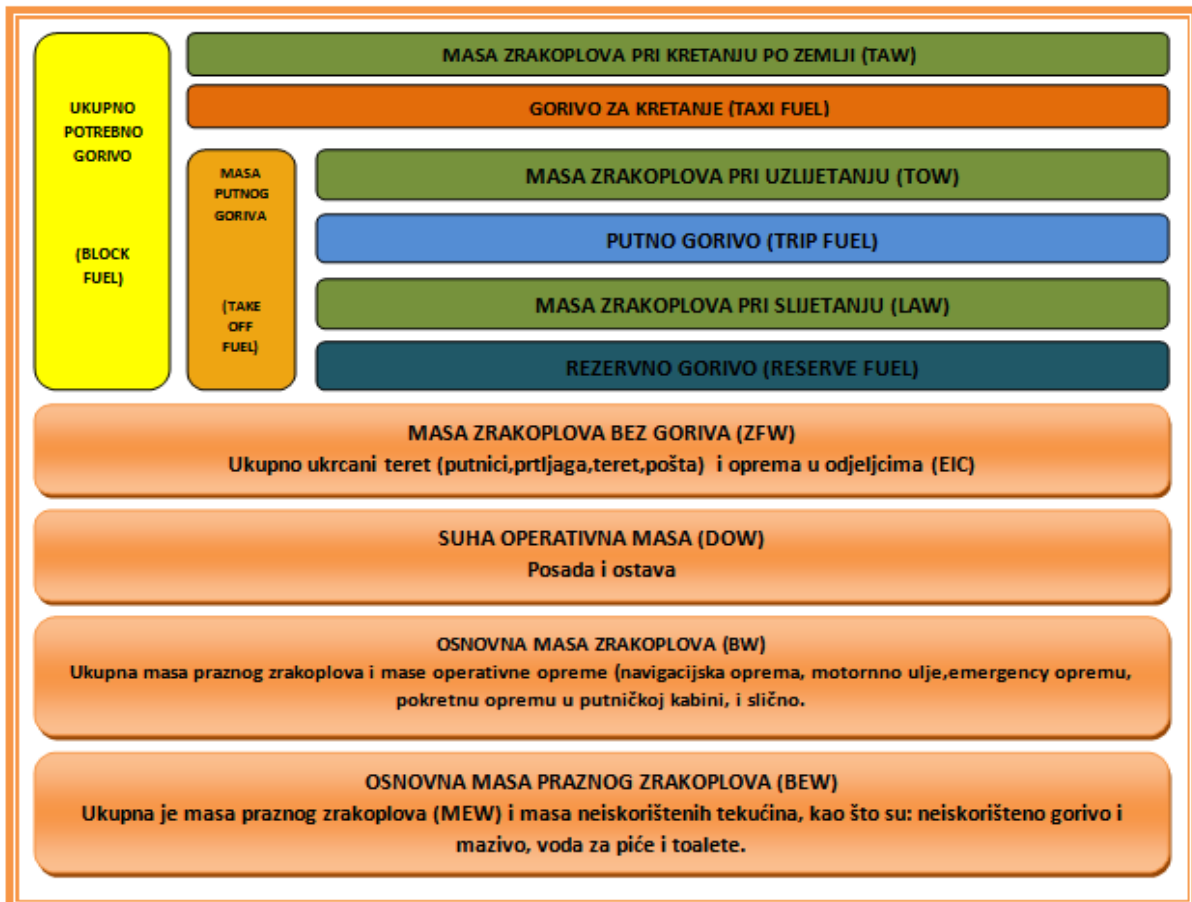 UKUPNO
POTREBNO
GORIVO
(BLOCK
FUEL)
MASA ZRAKOPLOVA PRI KRETANJU PO ZEMLJI (TAW)
GORIVO ZA KRETANJE (TAXI FUEL)
MASA
PUTNOG
GORIVA
(TAKE
OFF
FUEL)
MASA ZRAKOPLOVA PRI UZLIJETANJU (TOW)
PUTNO GORIVO (TRIP FUEL)
MASA ZRAKOPLOVA PRI SLIJETANJU (LAW)
REZERVNO GORIVO (RESERVE FUEL)
MASA ZRAKOPLOVA BEZ GORIVA (ZFW)
Ukupno ukrcani teret (putnici,prtljaga,teret,pošta) i oprema u odjeljcima (EIC)
SUHA OPERATIVNA MASA (DOW)
Posada i ostava
OSNOVNA MASA ZRAKOPLOVA (BW)
Ukupna masa praznog zrakoplova i mase operativne opreme (navigacijska oprema, motornno ulje,emergency opremu,
pokretnu opremu u putničkoj kabini, i slično.
OSNOVNA MASA PRAZNOG ZRAKOPLOVA (BEW)
Ukupna je masa praznog zrakoplova (MEW) i masa neiskorištenih tekućina, kao što su: neiskorišteno gorivo i
mazivo, voda za piće i toalete.